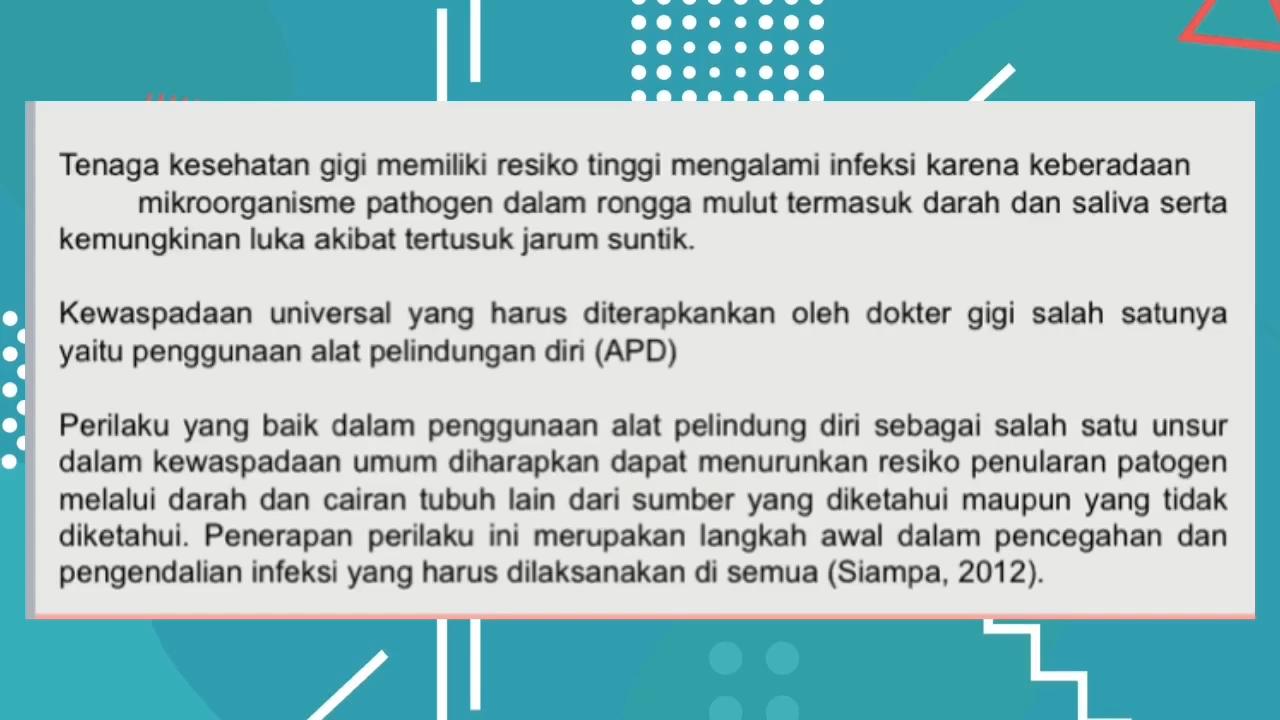 Tenaga kesehatan gigi memiliki resiko tinggi mengalami infeksi karena keberadaan
mikroorganisme pathogen dalam rongga mulut termasuk darah dan saliva serta
kemungkinan luka akibat tertusuk jarum suntik.
Kewaspadaan universal yang harus diterapkankan oleh dokter gigi salah satunya
yaitu penggunaan alat pelindungan diri (APD)
Perilaku yang baik dalam penggunaan alat pelindung diri sebagai salah satu unsur
dalam kewaspadaan umum diharapkan dapat menurunkan resiko penularan patogen
melalui darah dan cairan tubuh lain dari sumber yang diketahui maupun yang tidak
diketahui. Penerapan perilaku ini merupakan langkah awal dalam pencegahan dan
pengendalian infeksi yang harus dilaksanakan di semua (Siampa, 2012).